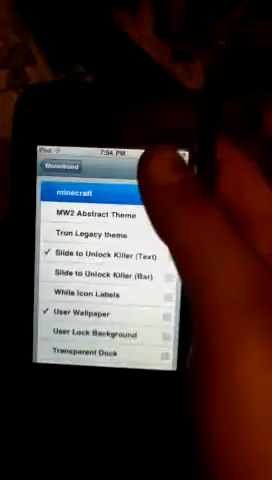 iPod 7:54 PM
WinterBoard
minecraft
MW2 Abstract Theme
Tron Legacy theme
Slide to Unlock Killer (Text)
Slide to Unlock Killer (Bar)
White Icon Labels
User Wallpaper
User Lock Background
Transparent Dock